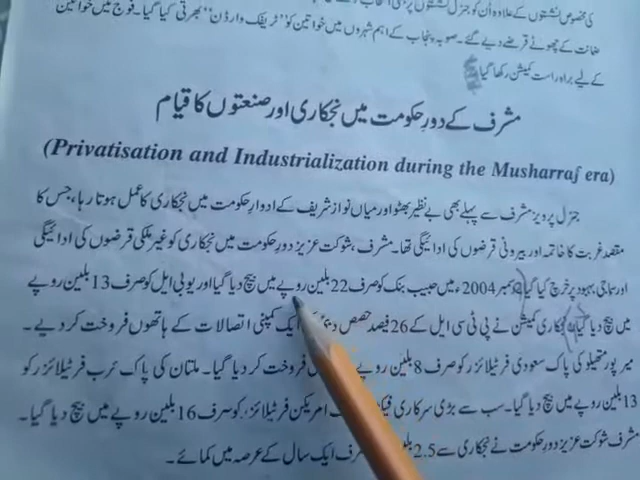 کی مخصوص نشستوں کے علاوہ اُن کو جنرل نشستوں پر بھی
ضمانت کے چھوٹے قرضے دیے گئے۔ صوبہ پنجاب کے اہم شہروں میں خواتین کو ”ٹریفک وارڈن“ بھرتی کیا گیا۔ فوج میں خواتین
کے لیے براہ راست کمیشن رکھا گیا
مشرف کے دورِ حکومت میں نجکاری اور صنعتوں کا قیام
(Privatisation and Industrialization during the Musharraf era)
جنرل پرویز مشرف سے پہلے بھی بے نظیر بھٹو اور میاں نواز شریف کے ادوارِ حکومت میں نجکاری کا عمل ہوتا رہا، جس کا
مقصد غربت کا خاتمہ اور بیرونی قرضوں کی ادائیگی تھا۔ مشرف، شوکت عزیز دورِ حکومت میں نجکاری کو غیر ملکی قرضوں کی ادائیگی
اور سماجی بہبود پر خرچ کیا گیا دسمبر 2004ء میں حبیب بنک کو صرف 22 بلین روپے میں بیچ دیا گیا اور یو بی ایل کو صرف 13 بلین روپے
میں بیچ دیا گیا نجکاری کمیشن نے پی ٹی سی ایل کے 26 فیصد حصص ایک کمپنی اتصالات کے ہاتھوں فروخت کر دیے۔
میرپور متھیلو کی پاک سعودی فرٹیلائزر کو صرف 8 بلین روپے فروخت کر دیا گیا۔ ملتان کی پاک عرب فرٹیلائزر کو
13 بلین روپے میں بیچ دیا گیا۔ سب سے بڑی سرکاری امریکن فرٹیلائزر کو صرف 16 بلین روپے میں بیچ دیا گیا۔
مشرف شوکت عزیز دورِ حکومت نے نجکاری سے 2.5 صرف ایک سال کے عرصہ میں کمائے۔